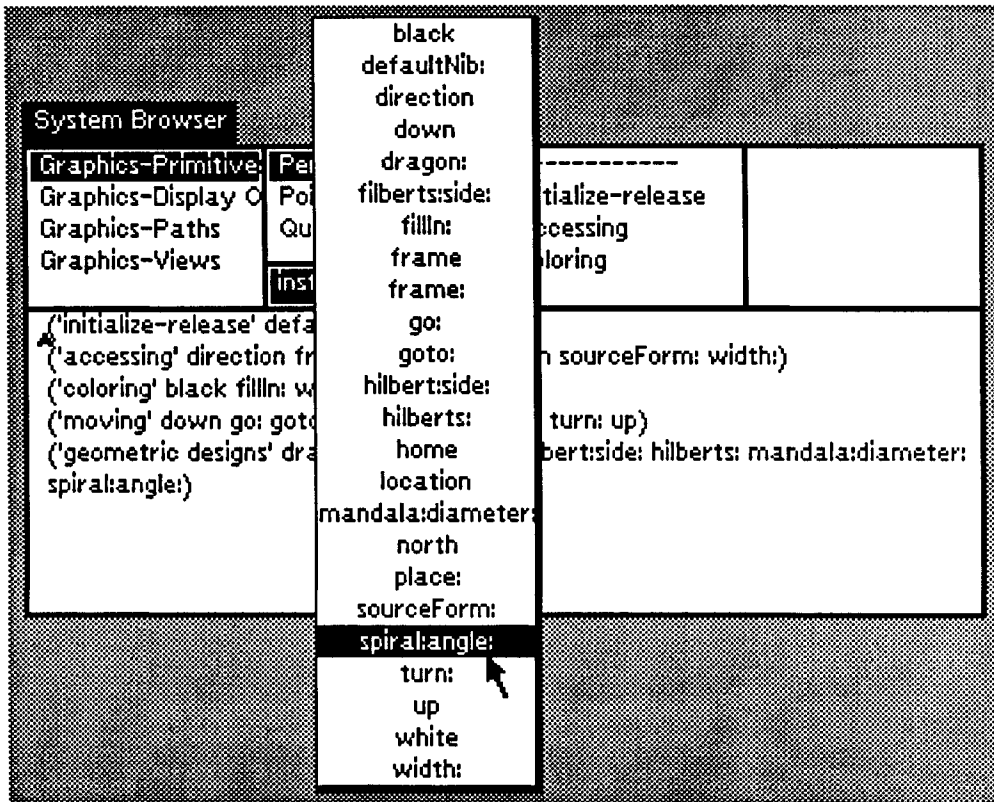 black
defaultNib:
direction
down
dragon:
filberts:side:
fillIn:
frame
frame:
go:
goto:
hilbert:side:
hilberts:
home
location
mandala:diameter:
north
place:
sourceForm:
spiral:angle:
turn:
up
white
width:
System Browser
Graphics-Primitive
Graphics-Display O
Graphics-Paths
Graphics-Views
Pe
Poi
Qu
inst
-----------
tialize-release
ccessing
loring
('initialize-release' defa
('accessing' direction fr n sourceForm: width:)
('coloring' black fillIn: w
('moving' down go: goto turn: up)
('geometric designs' dra bert:side: hilberts: mandala:diameter:
spiral:angle:)